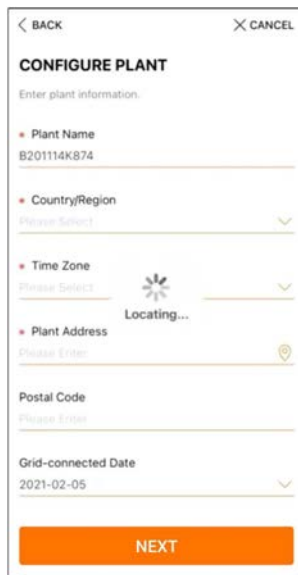 BACK CANCEL
CONFIGURE PLANT
Enter plant information.
* Plant Name
B201114K874
* Country/Region
Please Select
* Time Zone
Please Select
Locating...
* Plant Address
Please Enter
Postal Code
Please Enter
Grid-connected Date
2021-02-05
NEXT